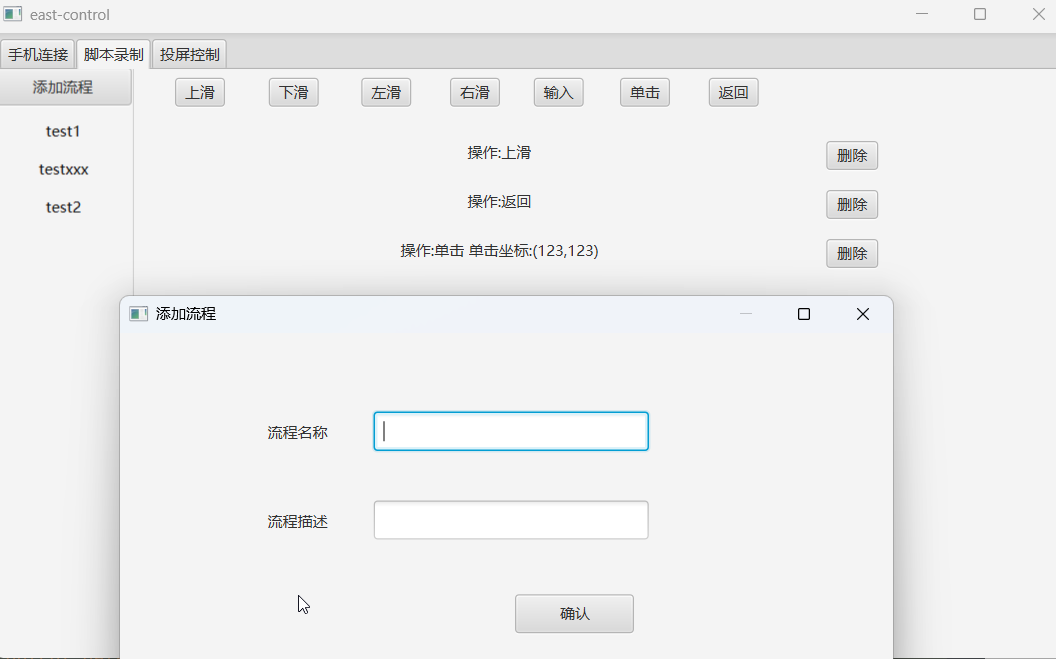 east-control
手机连接 脚本录制 投屏控制
添加流程 上滑 下滑 左滑 右滑 输入 单击 返回
test1
操作:上滑 删除
testxxx
操作:返回 删除
test2
操作:单击 单击坐标:(123,123) 删除
添加流程
流程名称
流程描述
确认